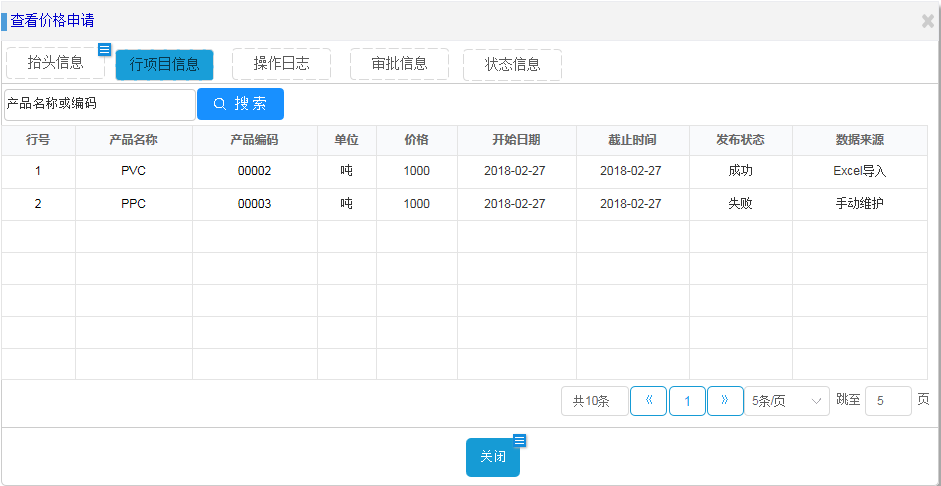 查看价格申请
抬头信息 行项目信息 操作日志 审批信息 状态信息
产品名称或编码 搜索
行号 产品名称 产品编码 单位 价格 开始日期 截止时间 发布状态 数据来源
1 PVC 00002 吨 1000 2018-02-27 2018-02-27 成功 Excel导入
2 PPC 00003 吨 1000 2018-02-27 2018-02-27 失败 手动维护
共10条 《 1 》 5条/页 跳至 5 页
关闭